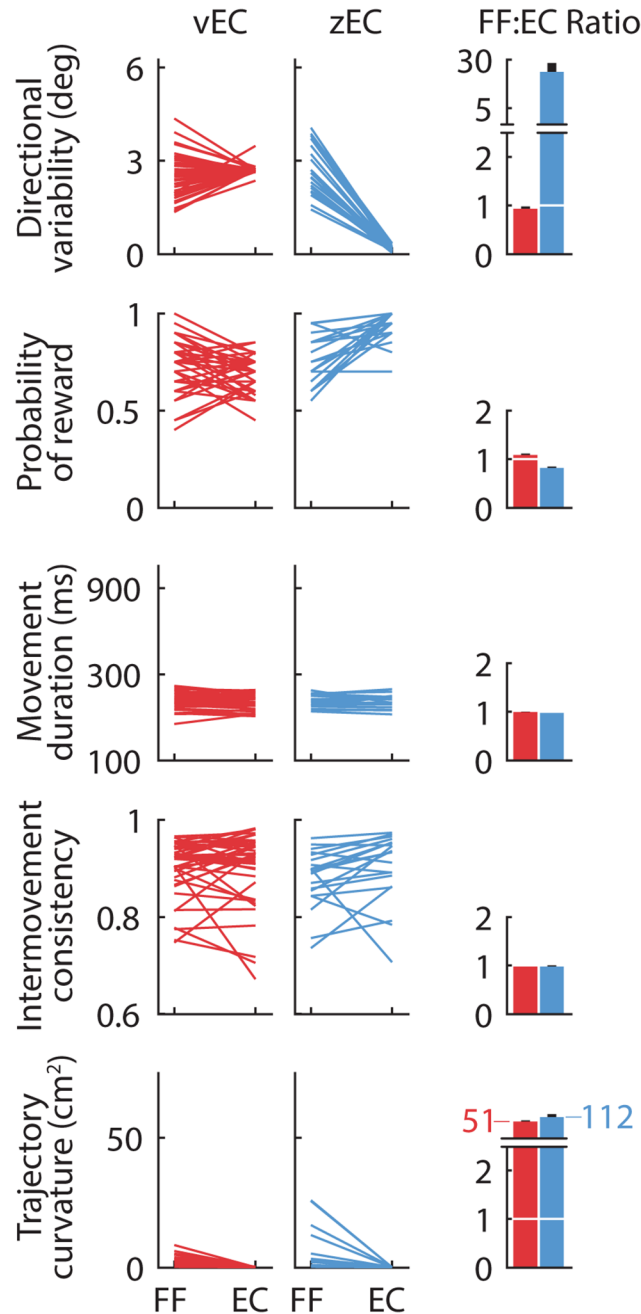 vEC zEC FF:EC Ratio
Directional
variability (deg)
6
3
0
30
5
2
1
0
Probability
of reward
1
0.5
0
2
1
0
Movement
duration (ms)
900
300
100
2
1
0
Intermovement
consistency
1
0.8
0.6
2
1
0
Trajectory
curvature (cm²)
50
0
51
112
2
1
0
FF EC FF EC